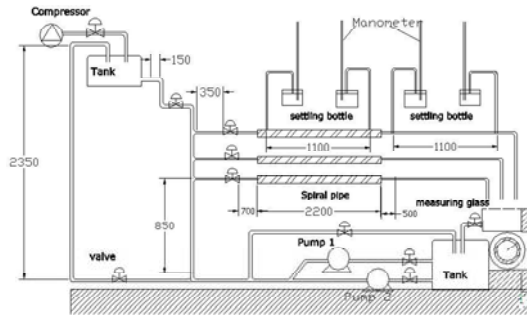 Compressor
Manometer
Tank
150
settling bottle
settling bottle
350
2350
1100
1100
Spiral pipe
measuring glass
700
2200
500
850
Pump 1
valve
Tank
Pump 2